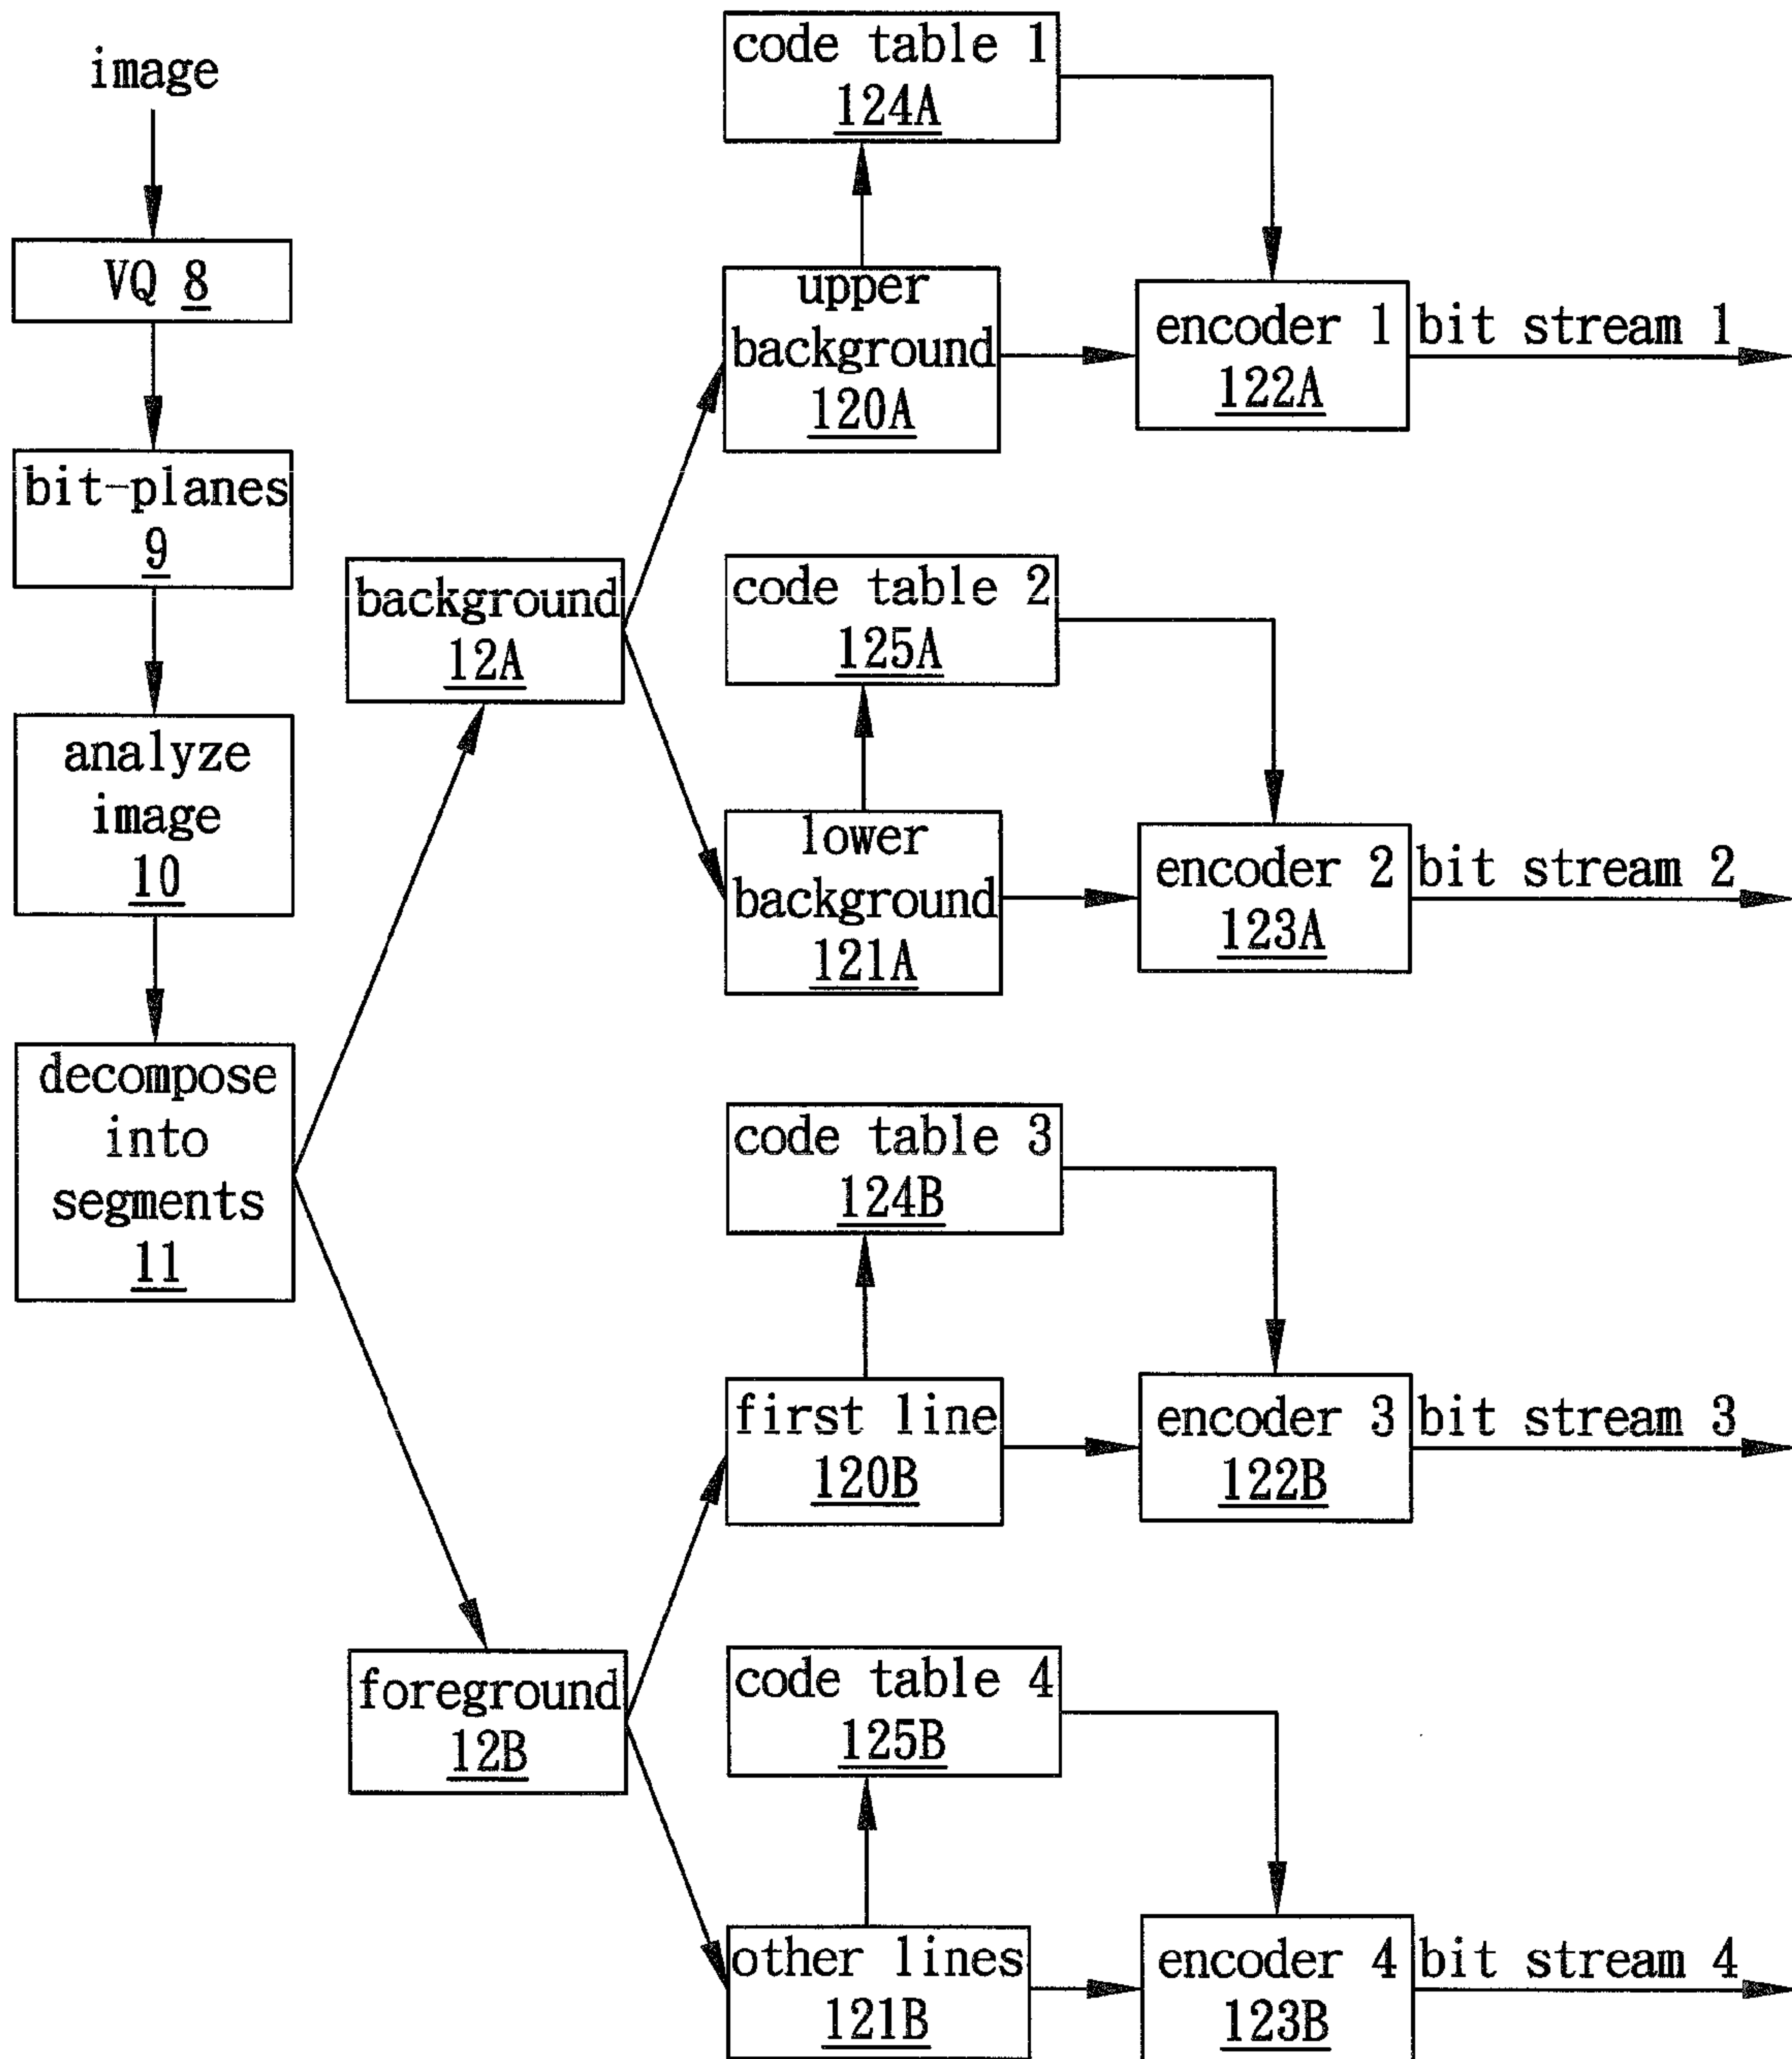 image
VQ 8
bit-planes
9
analyze
image
10
decompose
into
segments
11
background
12A
foreground
12B
code table 1
124A
upper
background
120A
encoder 1
122A
bit stream 1
code table 2
125A
lower
background
121A
encoder 2
123A
bit stream 2
code table 3
124B
first line
120B
encoder 3
122B
bit stream 3
code table 4
125B
other lines
121B
encoder 4
123B
bit stream 4